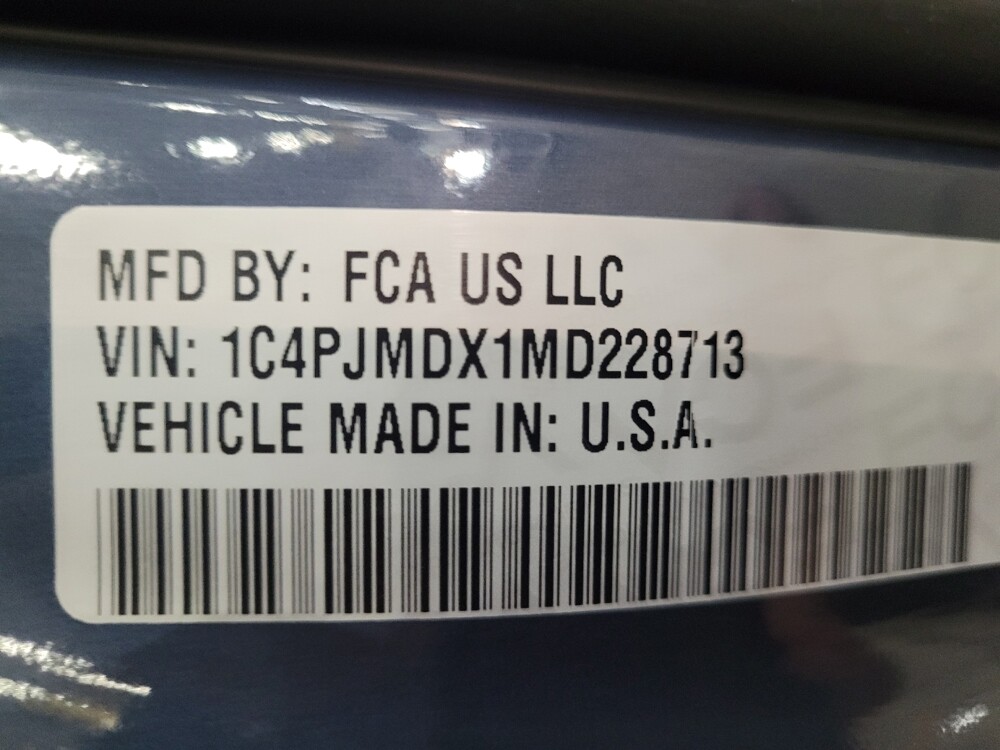 MFD BY: FCA US LLC
VIN: 1C4PJMDX1MD228713
VEHICLE MADE IN: U.S.A.